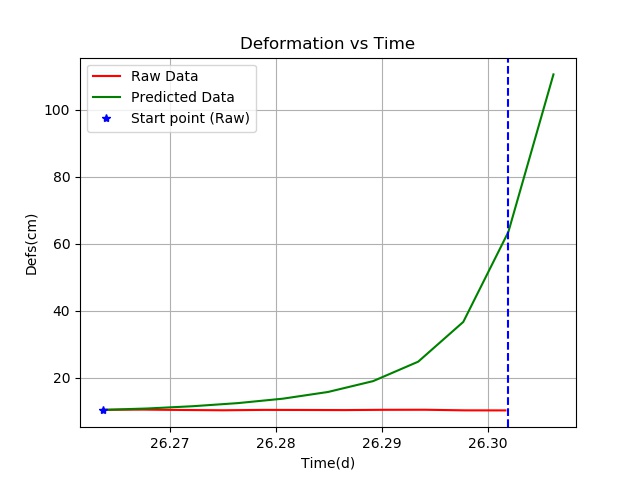 Deformation vs Time
Raw Data
Predicted Data
Start point (Raw)
100
80
60
40
20
Defs(cm)
26.27 26.28 26.29 26.30
Time(d)